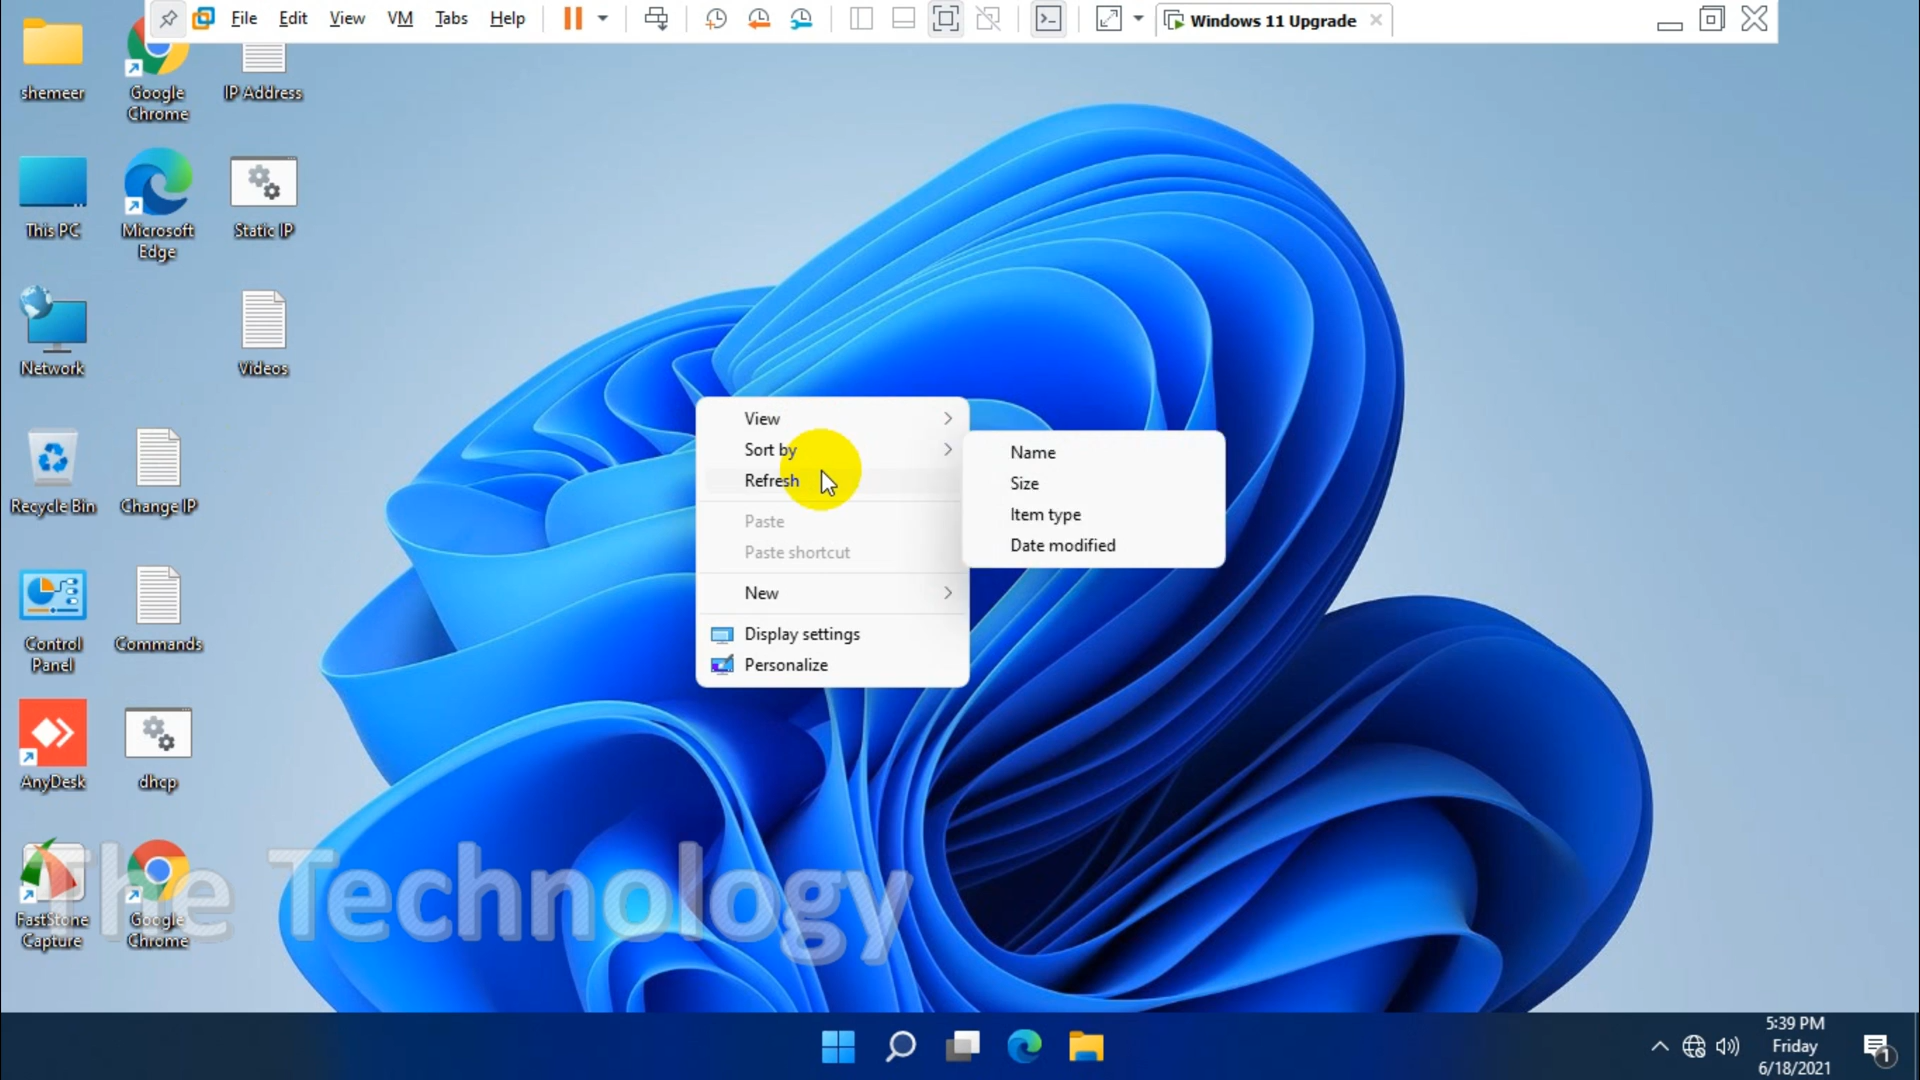 File Edit View VM Tabs Help
Windows 11 Upgrade
shemeer
Google
Chrome
IP Address
This PC
Microsoft
Edge
Static IP
Network
Videos
Recycle Bin
Change IP
Control
Panel
Commands
AnyDesk
dhcp
FastStone
Capture
Google
Chrome
View
Sort by
Refresh
Paste
Paste shortcut
New
Display settings
Personalize
Name
Size
Item type
Date modified
The Technology
5:39 PM
Friday
6/18/2021
1